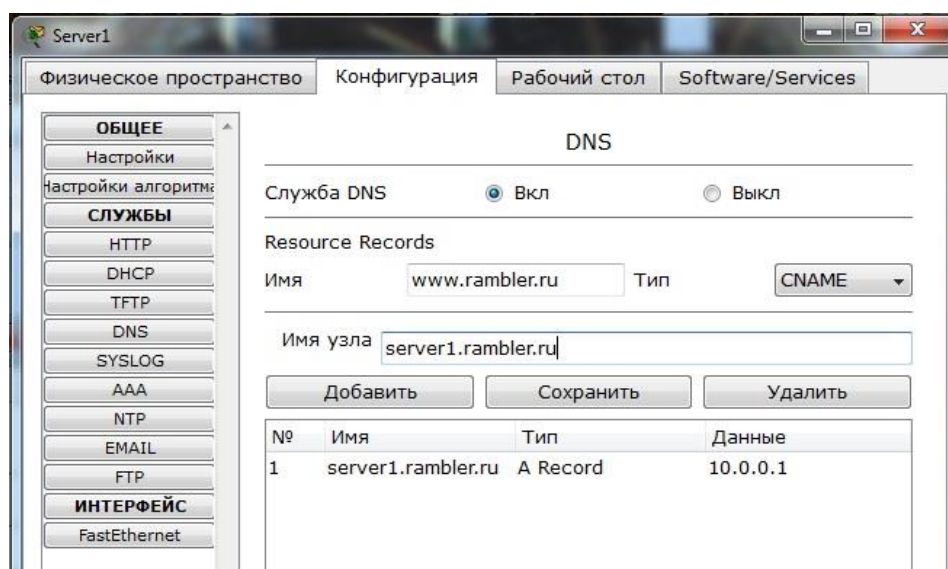 Server1
Физическое пространство Конфигурация Рабочий стол Software/Services
ОБЩЕЕ
Настройки
Настройки алгоритма
СЛУЖБЫ
HTTP
DHCP
TFTP
DNS
SYSLOG
AAA
NTP
EMAIL
FTP
ИНТЕРФЕЙС
FastEthernet
DNS
Служба DNS Вкл Выкл
Resource Records
Имя www.rambler.ru Тип CNAME
Имя узла server1.rambler.ru
Добавить Сохранить Удалить
№ Имя Тип Данные
1 server1.rambler.ru A Record 10.0.0.1